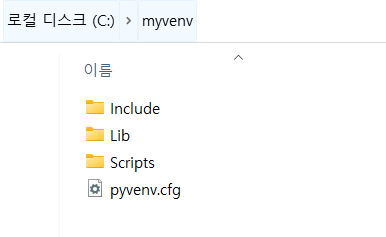 로컬 디스크 (C:) > myvenv
이름
Include
Lib
Scripts
pyvenv.cfg